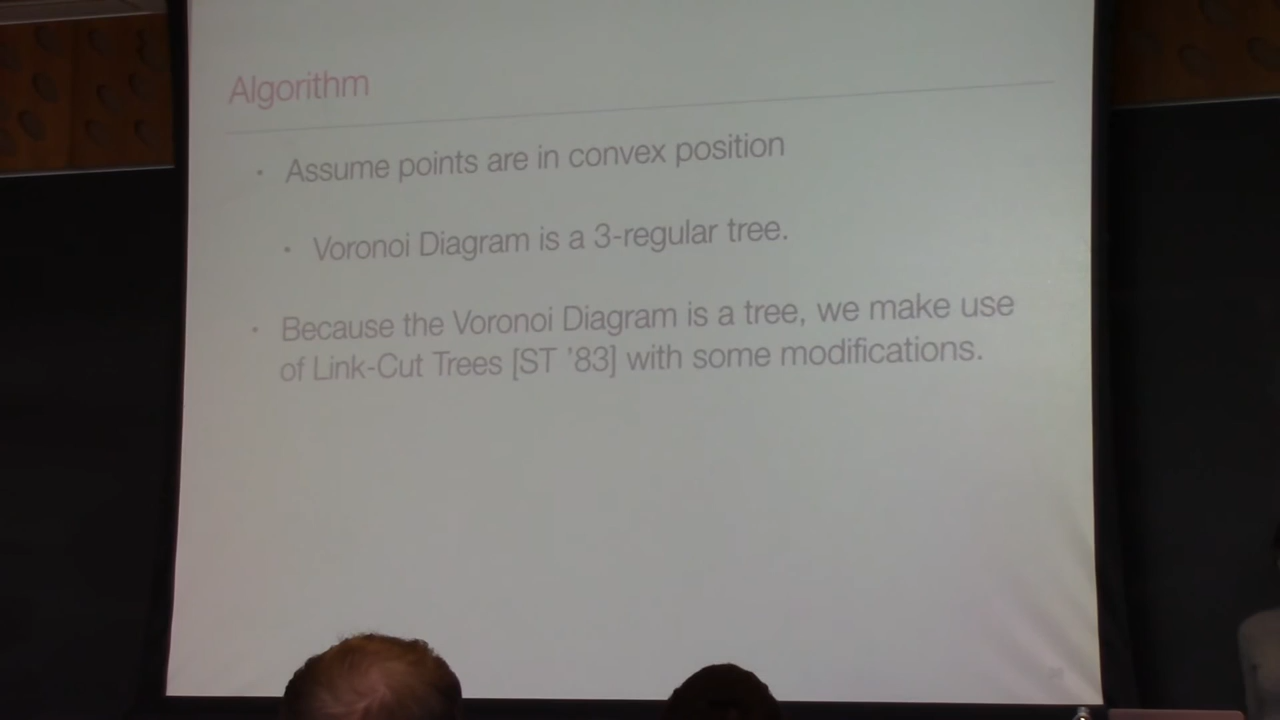 Algorithm
· Assume points are in convex position
· Voronoi Diagram is a 3-regular tree.
· Because the Voronoi Diagram is a tree, we make use
of Link-Cut Trees [ST '83] with some modifications.